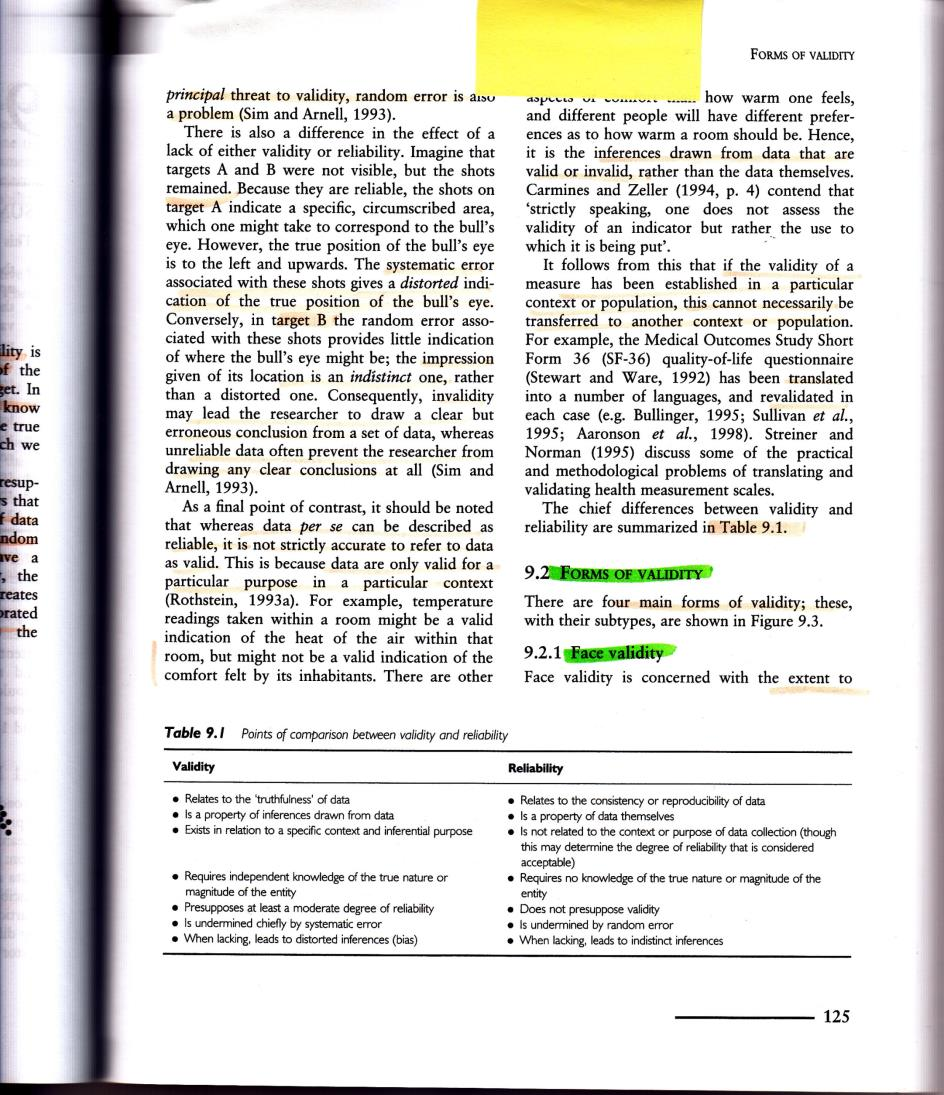 FORMS OF VALIDITY
lity is
of the
get. In
know
e true
ch we
resup-
s that
f data
ndom
ave a
, the
reates
orated
the
principal threat to validity, random error is also
a problem (Sim and Arnell, 1993).
There is also a difference in the effect of a
lack of either validity or reliability. Imagine that
targets A and B were not visible, but the shots
remained. Because they are reliable, the shots on
target A indicate a specific, circumscribed area,
which one might take to correspond to the bull's
eye. However, the true position of the bull's eye
is to the left and upwards. The systematic error
associated with these shots gives a distorted indi-
cation of the true position of the bull's eye.
Conversely, in target B the random error asso-
ciated with these shots provides little indication
of where the bull's eye might be; the impression
given of its location is an indistinct one, rather
than a distorted one. Consequently, invalidity
may lead the researcher to draw a clear but
erroneous conclusion from a set of data, whereas
unreliable data often prevent the researcher from
drawing any clear conclusions at all (Sim and
Arnell, 1993).
As a final point of contrast, it should be noted
that whereas data per se can be described as
reliable, it is not strictly accurate to refer to data
as valid. This is because data are only valid for a
particular purpose in a particular context
(Rothstein, 1993a). For example, temperature
readings taken within a room might be a valid
indication of the heat of the air within that
room, but might not be a valid indication of the
comfort felt by its inhabitants. There are other
aspects of how warm one feels,
and different people will have different prefer-
ences as to how warm a room should be. Hence,
it is the inferences drawn from data that are
valid or invalid, rather than the data themselves.
Carmines and Zeller (1994, p. 4) contend that
'strictly speaking, one does not assess the
validity of an indicator but rather the use to
which it is being put'.
It follows from this that if the validity of a
measure has been established in a particular
context or population, this cannot necessarily be
transferred to another context or population.
For example, the Medical Outcomes Study Short
Form 36 (SF-36) quality-of-life questionnaire
(Stewart and Ware, 1992) has been translated
into a number of languages, and revalidated in
each case (e.g. Bullinger, 1995; Sullivan et al.,
1995; Aaronson et al., 1998). Streiner and
Norman (1995) discuss some of the practical
and methodological problems of translating and
validating health measurement scales.
The chief differences between validity and
reliability are summarized in Table 9.1.
9.2 FORMS OF VALIDITY
There are four main forms of validity; these,
with their subtypes, are shown in Figure 9.3.
9.2.1 Face validity
Face validity is concerned with the extent to
Table 9.1 Points of comparison between validity and reliability
Validity
• Relates to the 'truthfulness' of data
• Is a property of inferences drawn from data
• Exists in relation to a specific context and inferential purpose
• Requires independent knowledge of the true nature or
magnitude of the entity
• Presupposes at least a moderate degree of reliability
• Is undermined chiefly by systematic error
• When lacking, leads to distorted inferences (bias)
Reliability
• Relates to the consistency or reproducibility of data
• Is a property of data themselves
• Is not related to the context or purpose of data collection (though
this may determine the degree of reliability that is considered
acceptable)
• Requires no knowledge of the true nature or magnitude of the
entity
• Does not presuppose validity
• Is undermined by random error
• When lacking, leads to indistinct inferences
125